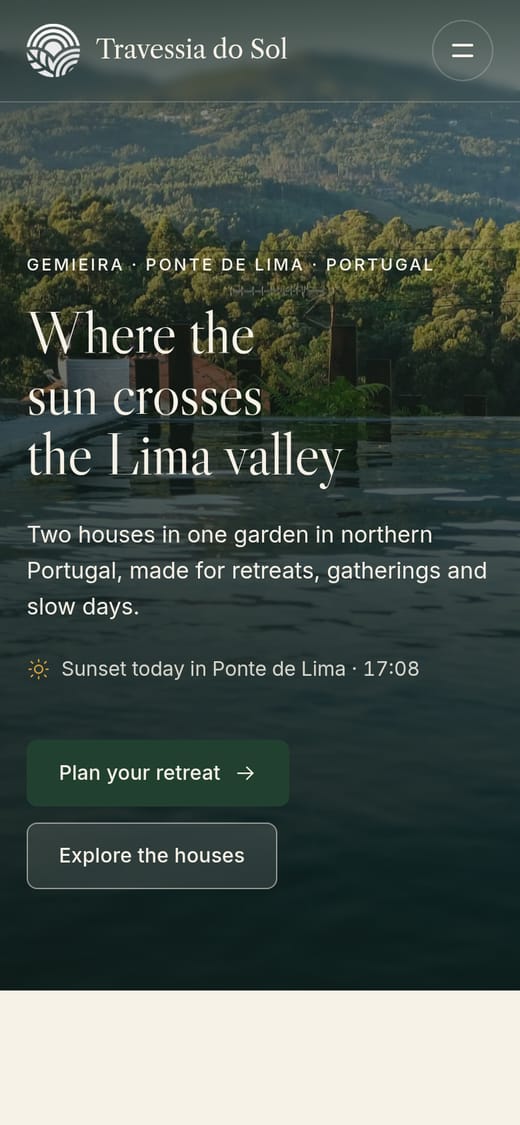 Travessia do Sol
GEMIEIRA · PONTE DE LIMA · PORTUGAL
Where the
sun crosses
the Lima valley
Two houses in one garden in northern
Portugal, made for retreats, gatherings and
slow days.
Sunset today in Ponte de Lima · 17:08
Plan your retreat →
Explore the houses